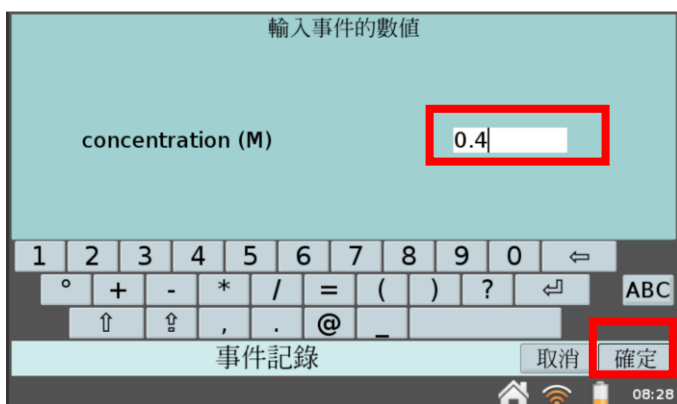 輸入事件的數值
concentration (M) 0.4
1 2 3 4 5 6 7 8 9 0 ⇦
° + - * / = ( ) ? ⏎ ABC
⇧ ⇪ , . @ _
事件記錄 取消 確定
08:28